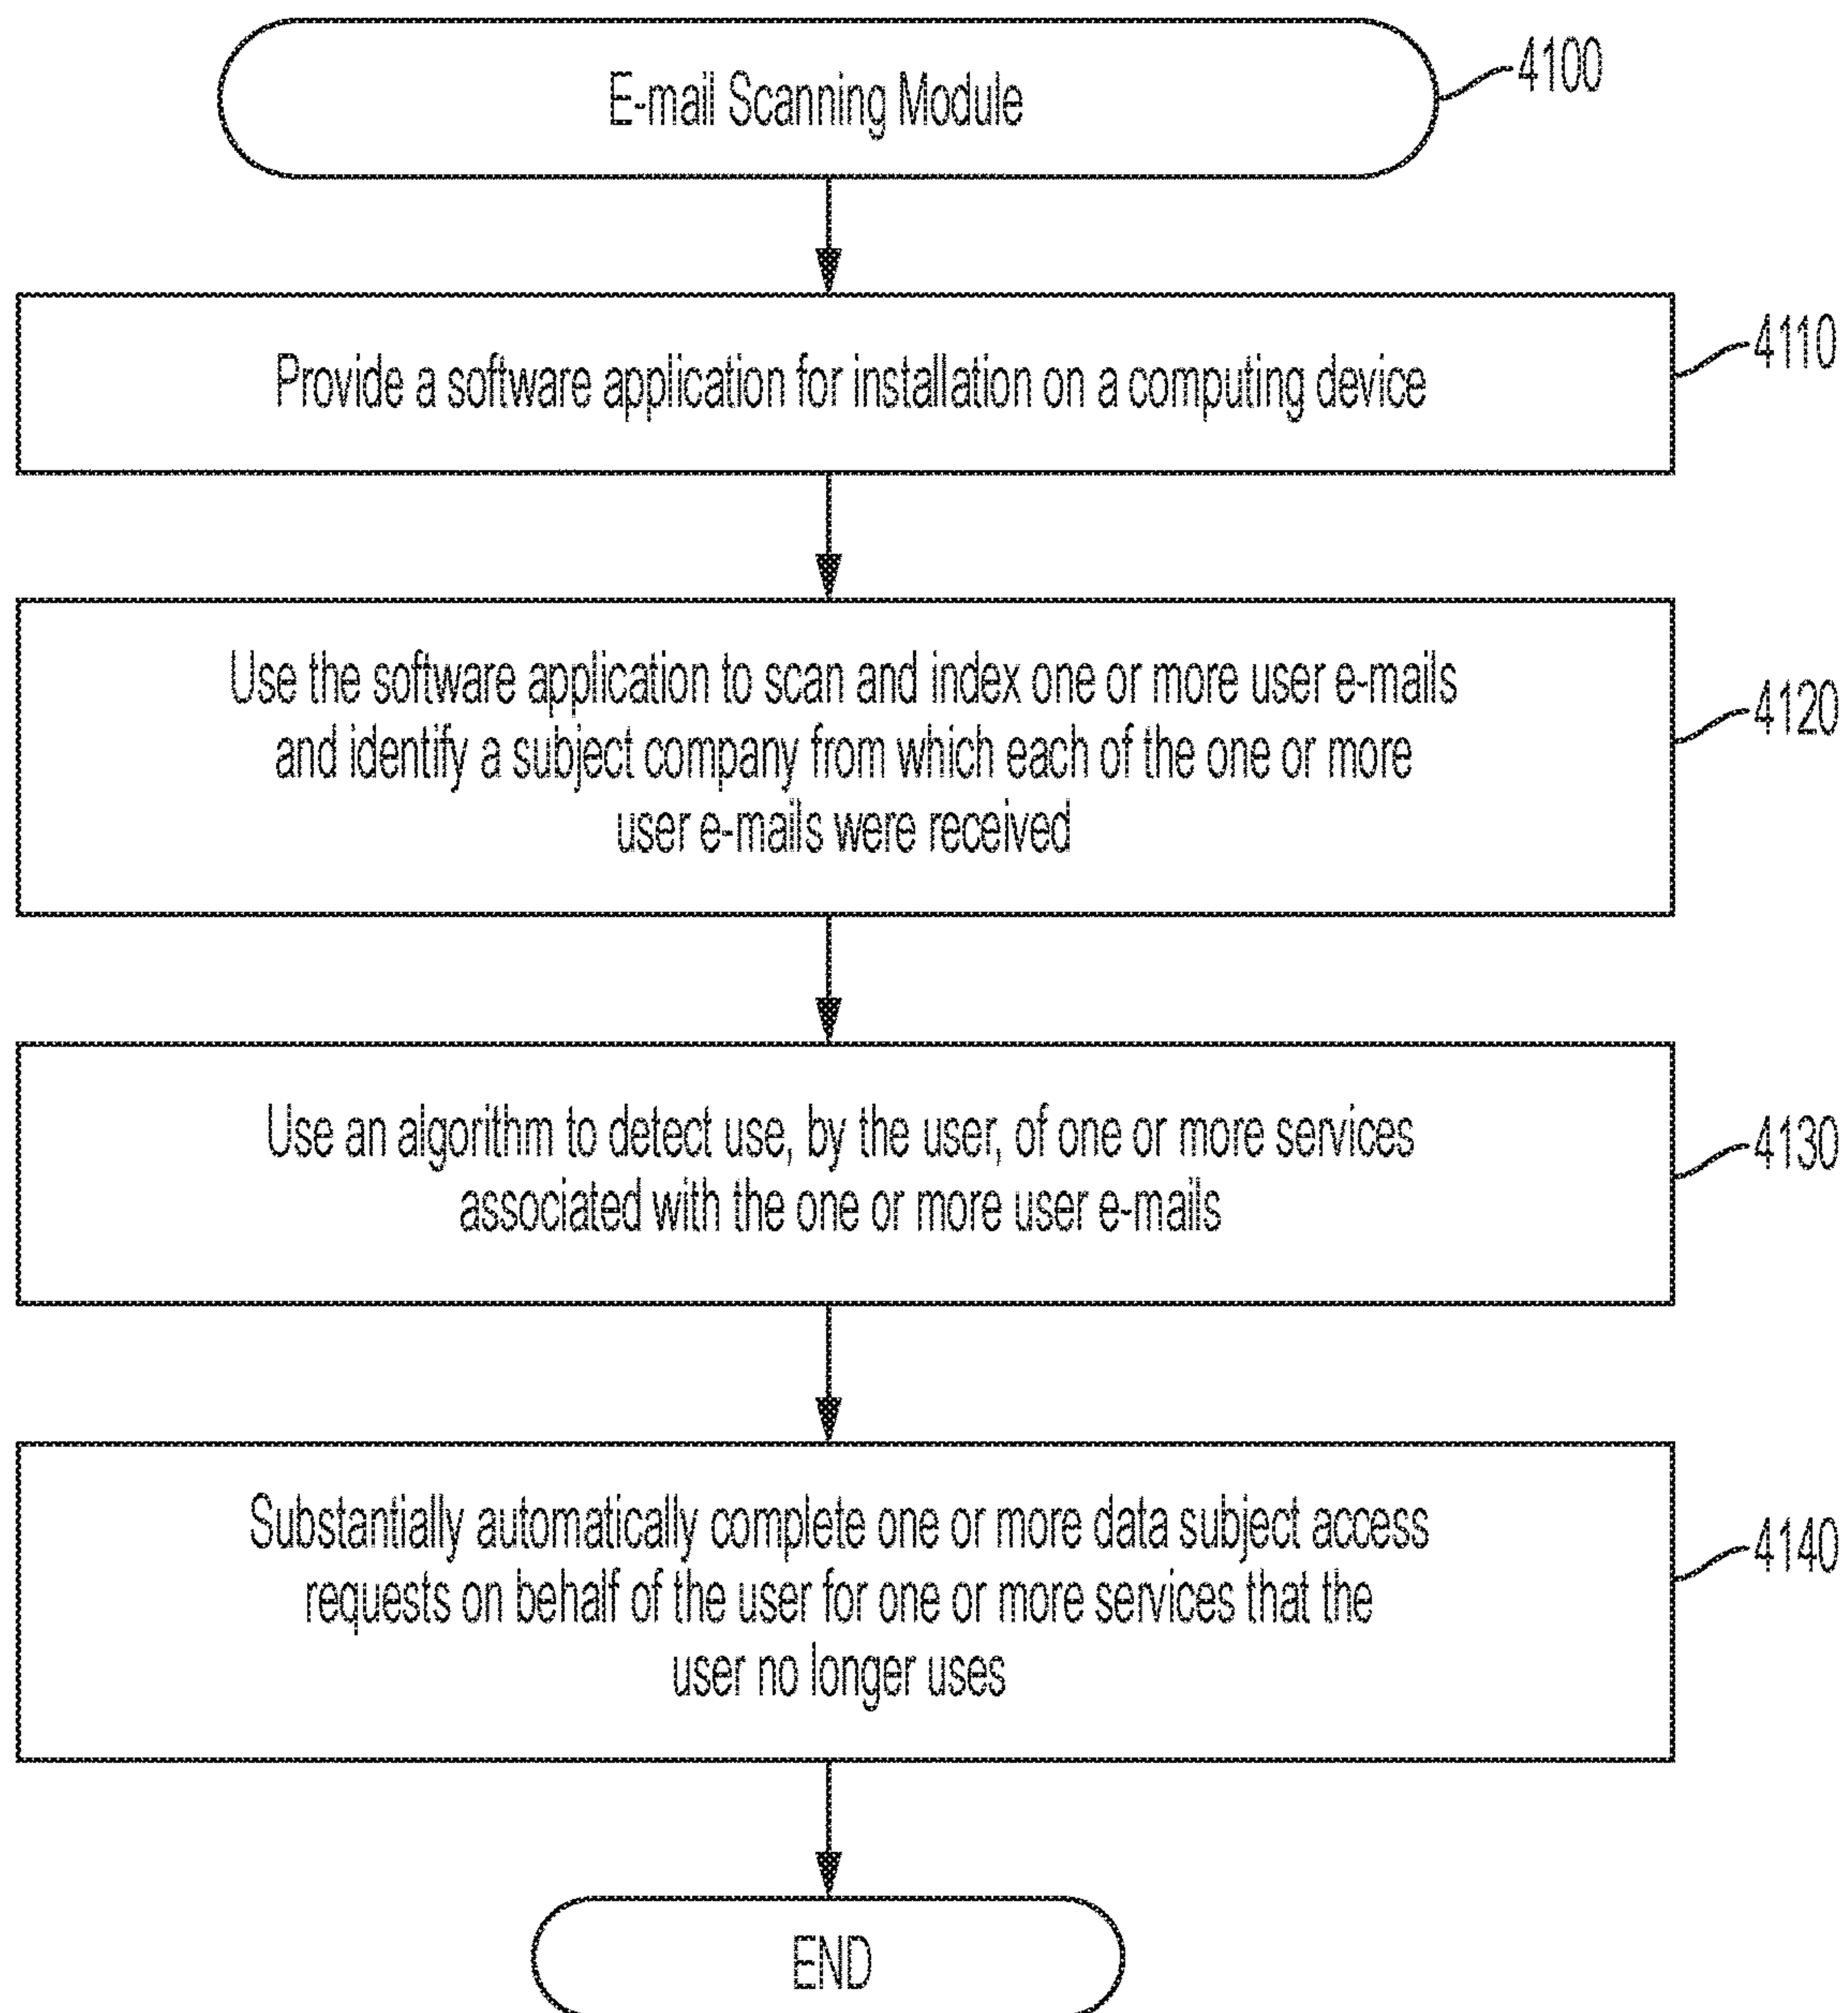 E-mail Scanning Module
4100
Provide a software application for installation on a computing device
4110
Use the software application to scan and index one or more user e-mails
and identify a subject company from which each of the one or more
user e-mails were received
4120
Use an algorithm to detect use, by the user, of one or more services
associated with the one or more user e-mails
4130
Substantially automatically complete one or more data subject access
requests on behalf of the user for one or more services that the
user no longer uses
4140
END